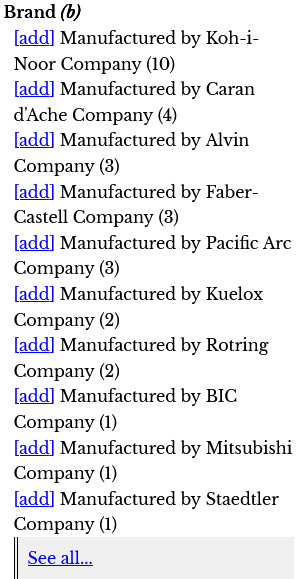 Brand (b)
[add] Manufactured by Koh-i-
Noor Company (10)
[add] Manufactured by Caran
d'Ache Company (4)
[add] Manufactured by Alvin
Company (3)
[add] Manufactured by Faber-
Castell Company (3)
[add] Manufactured by Pacific Arc
Company (3)
[add] Manufactured by Kuelox
Company (2)
[add] Manufactured by Rotring
Company (2)
[add] Manufactured by BIC
Company (1)
[add] Manufactured by Mitsubishi
Company (1)
[add] Manufactured by Staedtler
Company (1)
See all...